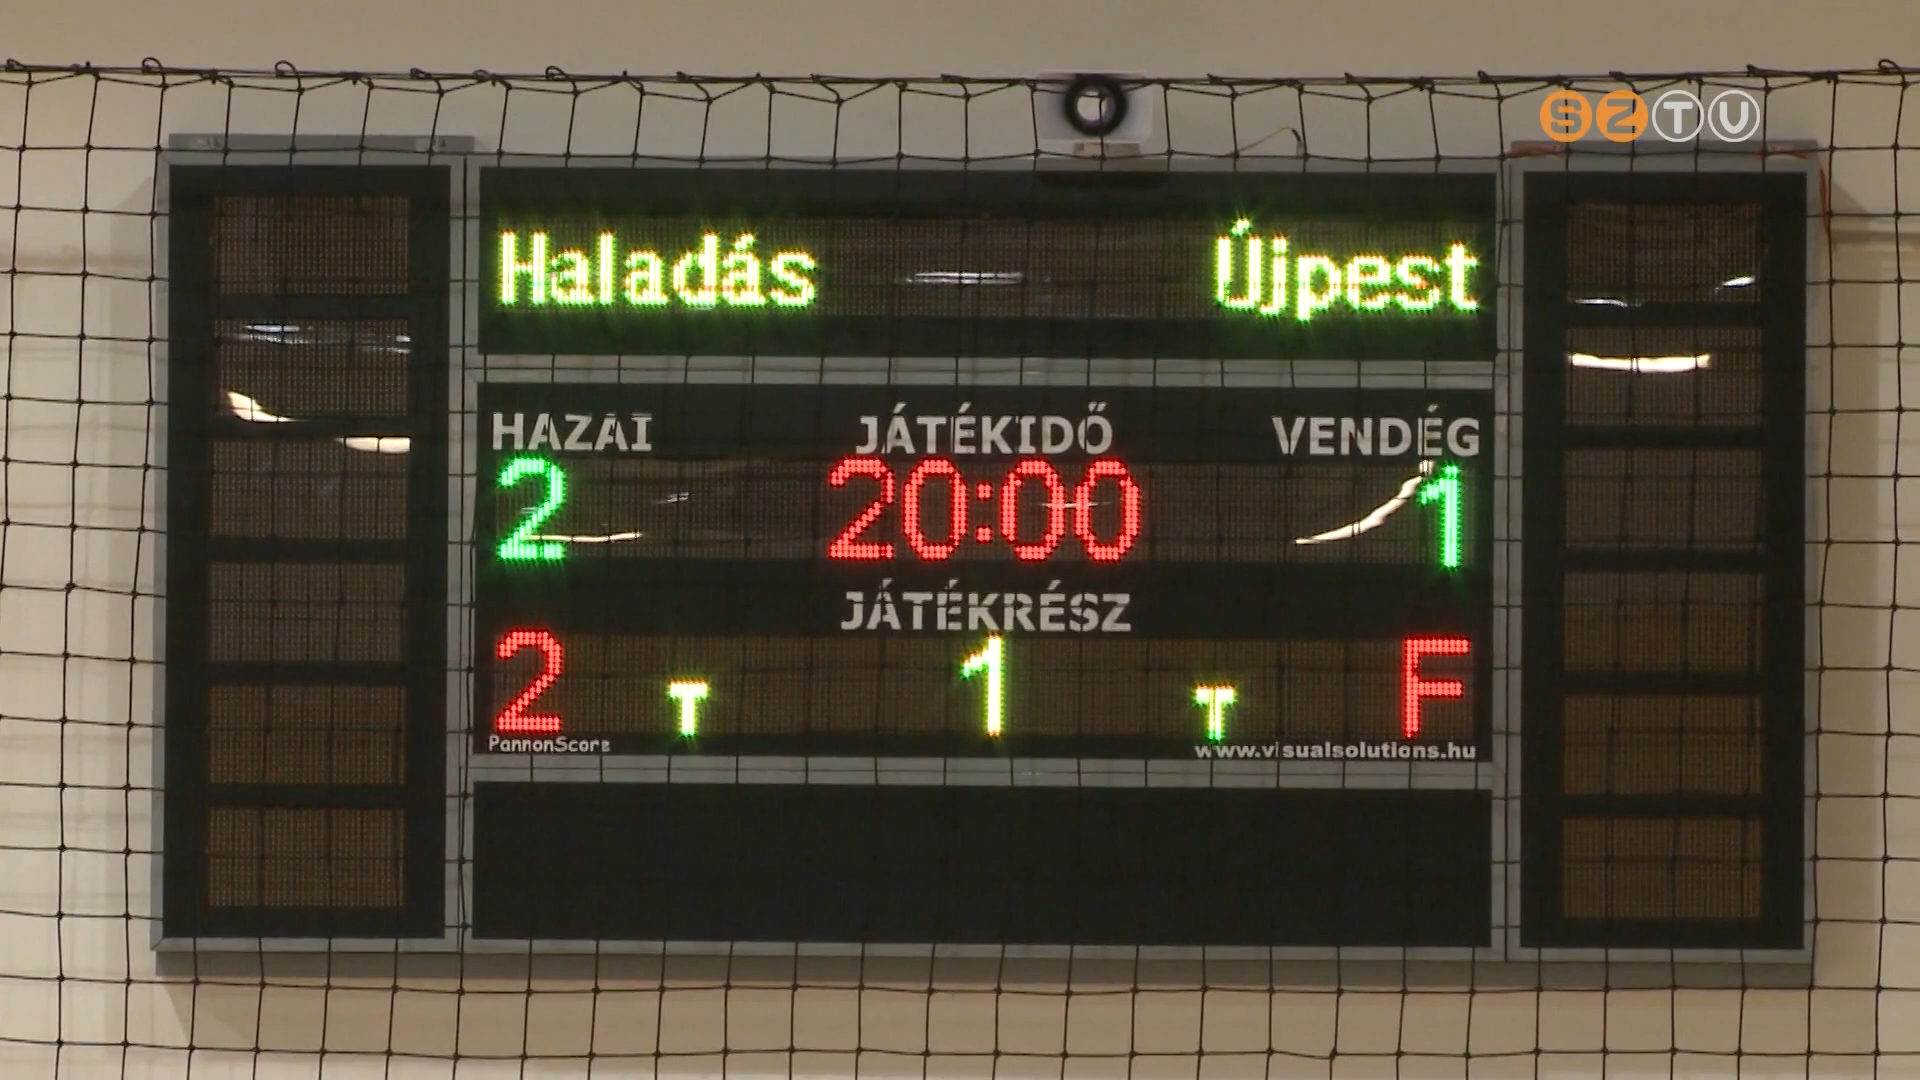 SZTV
Haladás Újpest
HAZAI JÁTÉKIDŐ VENDÉG
2 20:00 1
JÁTÉKRÉSZ
2 T 1 T F
PannonScore www.visualsolutions.hu